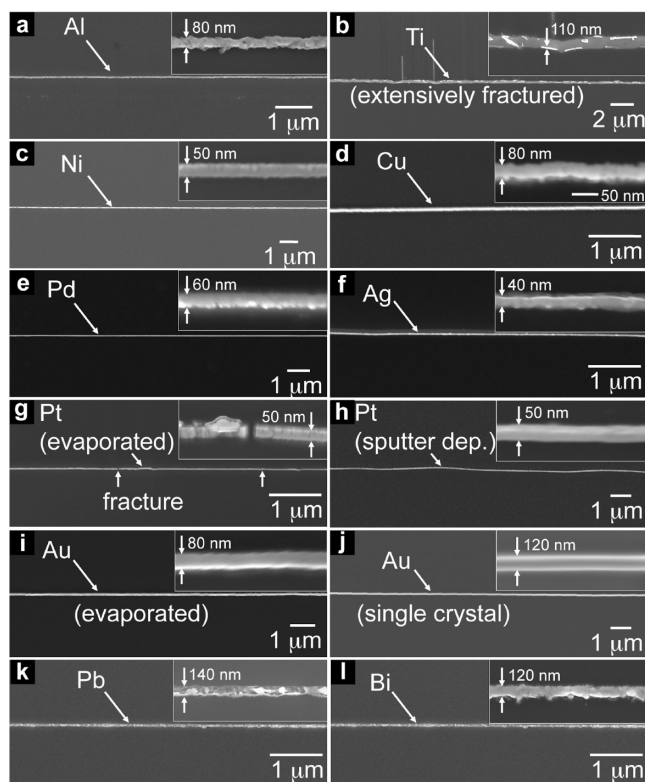 a
Al
80 nm
1 μm
b
Ti
(extensively fractured)
110 nm
2 μm
c
Ni
50 nm
1 μm
d
Cu
80 nm
50 nm
1 μm
e
Pd
60 nm
1 μm
f
Ag
40 nm
1 μm
g
Pt
(evaporated)
50 nm
fracture
1 μm
h
Pt
(sputter dep.)
50 nm
1 μm
i
Au
80 nm
(evaporated)
1 μm
j
Au
120 nm
(single crystal)
1 μm
k
Pb
140 nm
1 μm
l
Bi
120 nm
1 μm